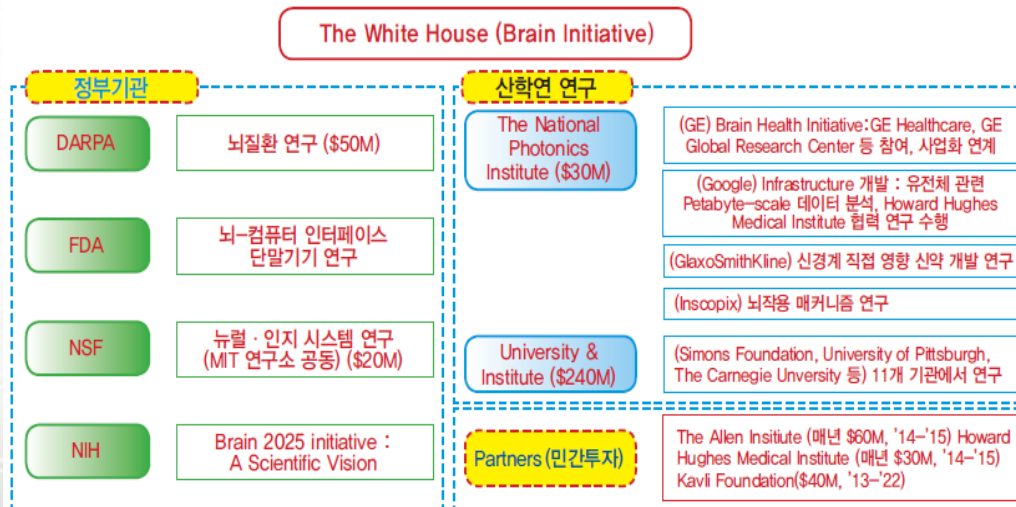 The White House (Brain Initiative)
정부기관
DARPA
뇌질환 연구 ($50M)
FDA
뇌-컴퓨터 인터페이스
단말기기 연구
NSF
뉴럴 · 인지 시스템 연구
(MIT 연구소 공동) ($20M)
NIH
Brain 2025 initiative :
A Scientific Vision
산학연 연구
The National
Photonics
Institute ($30M)
(GE) Brain Health Initiative:GE Healthcare, GE
Global Research Center 등 참여, 사업화 연계
(Google) Infrastructure 개발 : 유전체 관련
Petabyte-scale 데이터 분석, Howard Hughes
Medical Institute 협력 연구 수행
(GlaxoSmithKline) 신경계 직접 영향 신약 개발 연구
(Inscopix) 뇌작용 매커니즘 연구
University &
Institute ($240M)
(Simons Foundation, University of Pittsburgh,
The Carnegie Unversity 등) 11개 기관에서 연구
Partners (민간투자)
The Allen Insitiute (매년 $60M, '14-'15) Howard
Hughes Medical Institute (매년 $30M, '14-'15)
Kavli Foundation($40M, '13-'22)